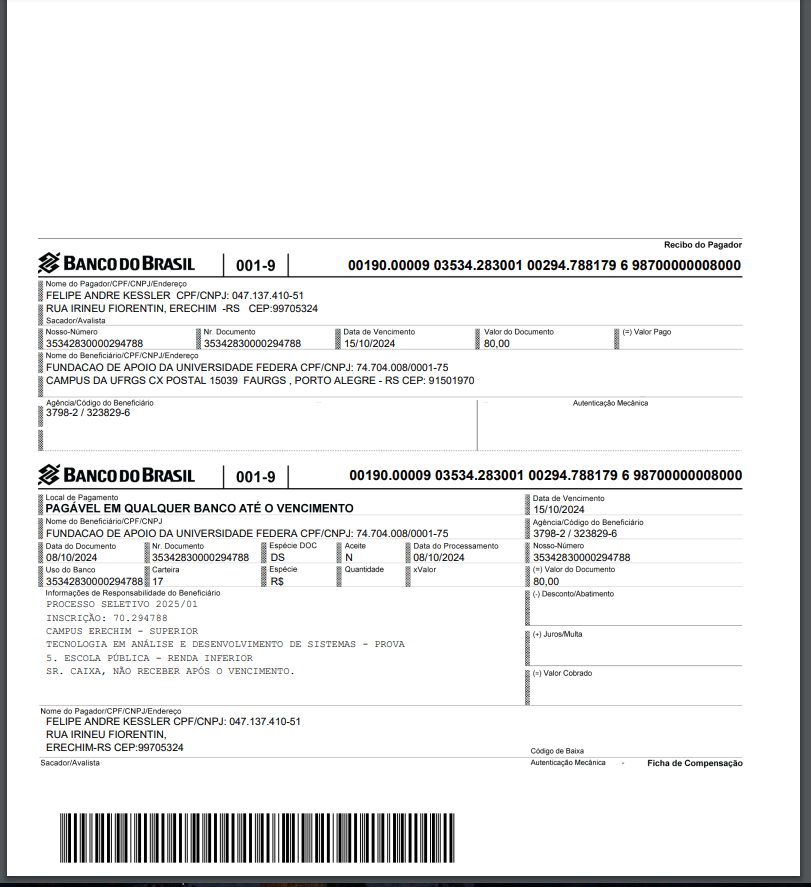 Recibo do Pagador
BANCO DO BRASIL 001-9 00190.00009 03534.283001 00294.788179 6 98700000008000
Nome do Pagador/CPF/CNPJ/Endereço
FELIPE ANDRE KESSLER CPF/CNPJ: 047.137.410-51
RUA IRINEU FIORENTIN, ERECHIM -RS CEP:99705324
Sacador/Avalista
Nosso-Número Nr. Documento Data de Vencimento Valor do Documento (=) Valor Pago
35342830000294788 35342830000294788 15/10/2024 80,00
Nome do Beneficiário/CPF/CNPJ/Endereço
FUNDACAO DE APOIO DA UNIVERSIDADE FEDERA CPF/CNPJ: 74.704.008/0001-75
CAMPUS DA UFRGS CX POSTAL 15039 FAURGS , PORTO ALEGRE - RS CEP: 91501970
Agência/Código do Beneficiário Autenticação Mecânica
3798-2 / 323829-6
BANCO DO BRASIL 001-9 00190.00009 03534.283001 00294.788179 6 98700000008000
Local de Pagamento Data de Vencimento
PAGÁVEL EM QUALQUER BANCO ATÉ O VENCIMENTO 15/10/2024
Nome do Beneficiário/CPF/CNPJ Agência/Código do Beneficiário
FUNDACAO DE APOIO DA UNIVERSIDADE FEDERA CPF/CNPJ: 74.704.008/0001-75 3798-2 / 323829-6
Data do Documento Nr. Documento Espécie DOC Aceite Data do Processamento Nosso-Número
08/10/2024 35342830000294788 DS N 08/10/2024 35342830000294788
Uso do Banco Carteira Espécie Quantidade xValor (=) Valor do Documento
35342830000294788 17 R$ 80,00
Informações de Responsabilidade do Beneficiário (-) Desconto/Abatimento
PROCESSO SELETIVO 2025/01
INSCRIÇÃO: 70.294788
CAMPUS ERECHIM - SUPERIOR (+) Juros/Multa
TECNOLOGIA EM ANÁLISE E DESENVOLVIMENTO DE SISTEMAS - PROVA
5. ESCOLA PÚBLICA - RENDA INFERIOR
SR. CAIXA, NÃO RECEBER APÓS O VENCIMENTO. (=) Valor Cobrado
Nome do Pagador/CPF/CNPJ/Endereço
FELIPE ANDRE KESSLER CPF/CNPJ: 047.137.410-51
RUA IRINEU FIORENTIN,
ERECHIM-RS CEP:99705324 Código de Baixa
Sacador/Avalista Autenticação Mecânica - Ficha de Compensação